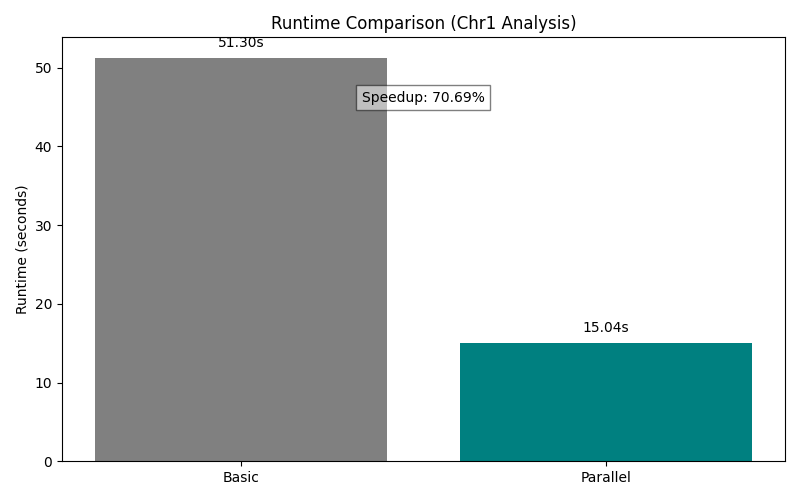 Runtime Comparison (Chr1 Analysis)
51.30s
Speedup: 70.69%
15.04s
Runtime (seconds)
50
40
30
20
10
0
Basic
Parallel